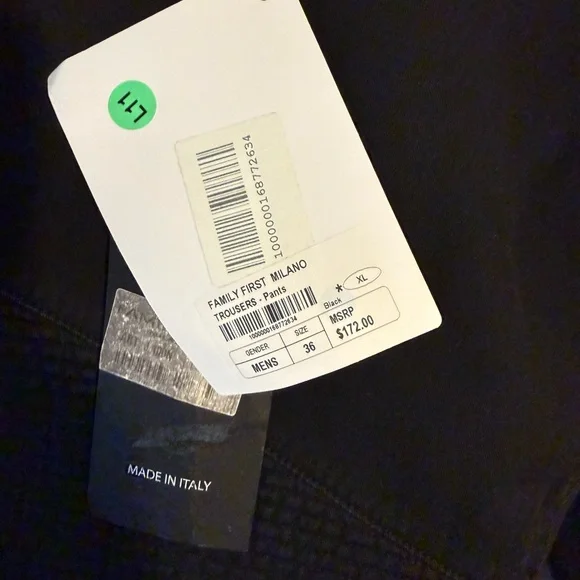 L11
1000000168772634
FAMILY FIRST MILANO
TROUSERS - Pants
* XL
Black
1000000168772634
GENDER SIZE MSRP
MENS 36 $172.00
MADE IN ITALY